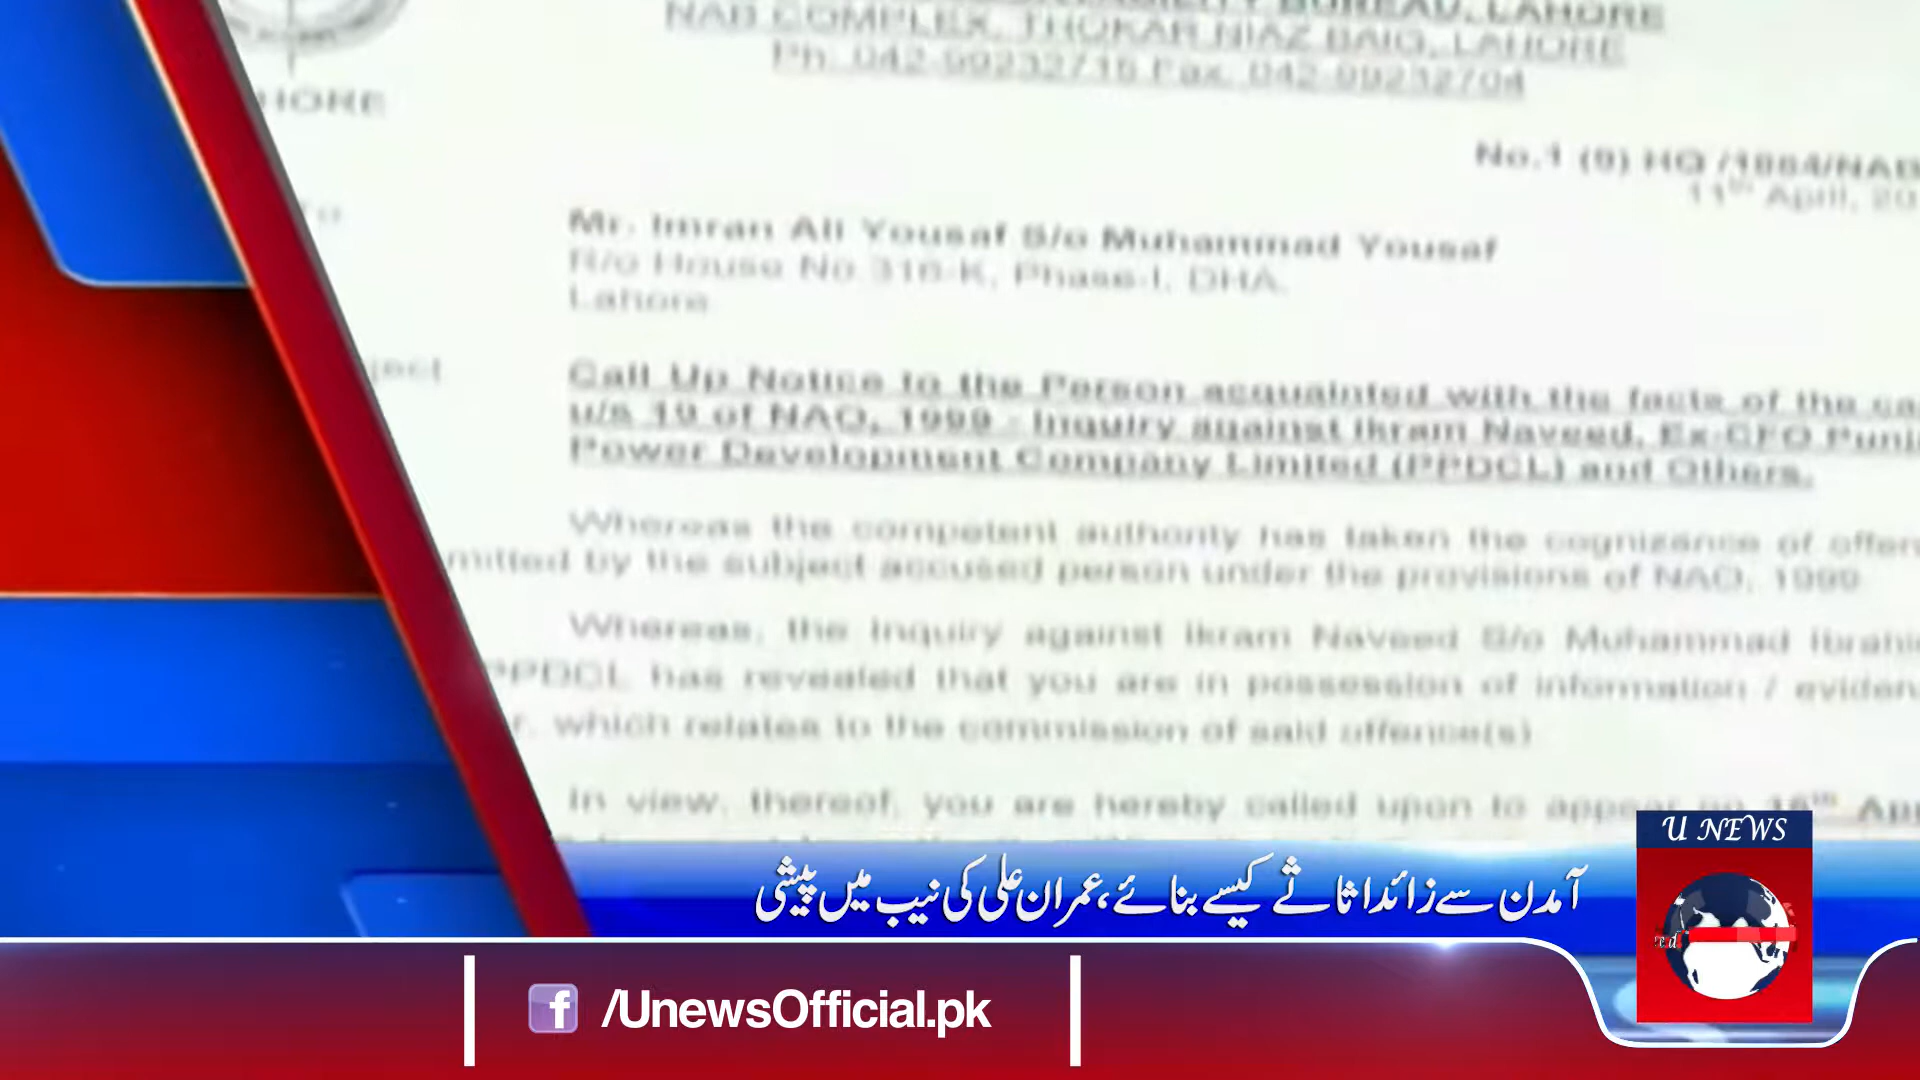 BUREAU, LAHORE
NAB COMPLEX, THOKAR NIAZ BAIG, LAHORE
Ph: 042-99232716 Fax. 042-99232704
HORE
No.1 (9) HQ /1984/NAB
11th April, 20
To
Mr. Imran Ali Yousaf S/o Muhammad Yousaf
R/o House No.316-K, Phase-I, DHA,
Lahore
ject
Call Up Notice to the Person acquainted with the facts of the ca
u/s 19 of NAO, 1999 - Inquiry against Ikram Naveed, Ex-CFO Punj
Power Development Company Limited (PPDCL) and Others.
Whereas the competent authority has taken the cognizance of offen
mitted by the subject accused person under the provisions of NAO, 1999.
Whereas, the inquiry against Ikram Naveed S/o Muhammad Ibrahi
PPDCL has revealed that you are in possession of information / eviden
r, which relates to the commission of said offence(s)
In view, thereof, you are hereby called upon to appear on App
U NEWS
آمدن سے زائد اثاثے کیسے بنائے، عمران علی کی نیب میں پیشی
f /UnewsOfficial.pk